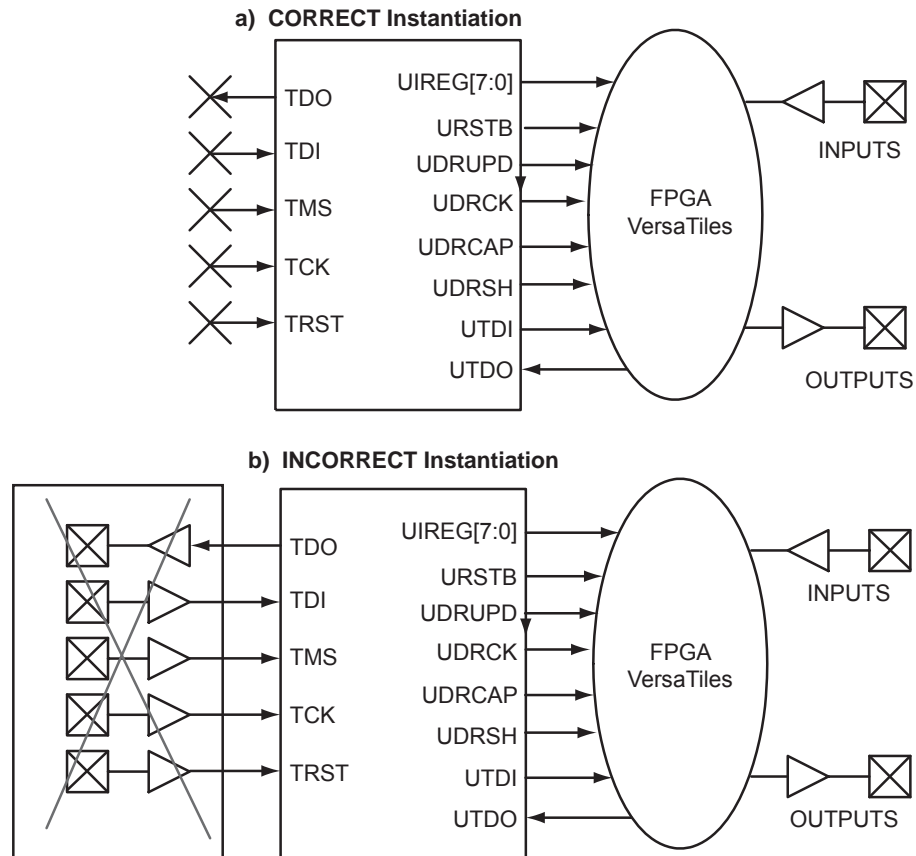 a) CORRECT Instantiation
TDO
TDI
TMS
TCK
TRST
UIREG[7:0]
URSTB
UDRUPD
UDRCK
UDRCAP
UDRSH
UTDI
UTDO
FPGA
VersaTiles
INPUTS
OUTPUTS
b) INCORRECT Instantiation
TDO
TDI
TMS
TCK
TRST
UIREG[7:0]
URSTB
UDRUPD
UDRCK
UDRCAP
UDRSH
UTDI
UTDO
FPGA
VersaTiles
INPUTS
OUTPUTS